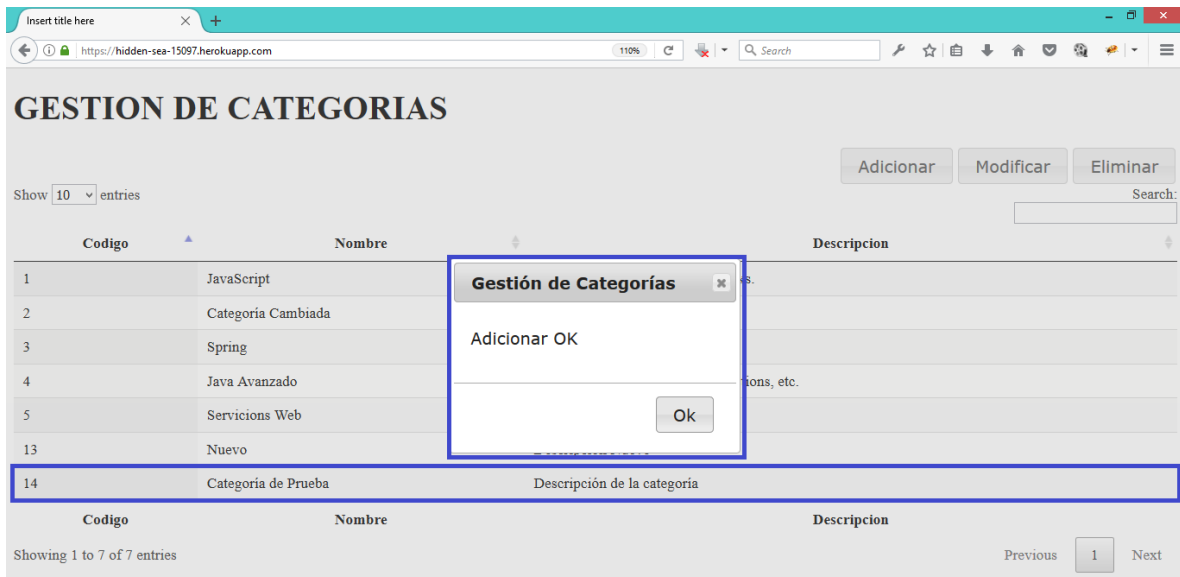 Insert title here
https://hidden-sea-15097.herokuapp.com
110%
Search
GESTION DE CATEGORIAS
Adicionar Modificar Eliminar
Show 10 entries
Search:
Codigo Nombre Descripcion
1 JavaScript
2 Categoría Cambiada
3 Spring
4 Java Avanzado etc.
5 Servicions Web
13 Nuevo
14 Categoría de Prueba Descripción de la categoría
Gestión de Categorías
Adicionar OK
Ok
Codigo Nombre Descripcion
Showing 1 to 7 of 7 entries
Previous 1 Next